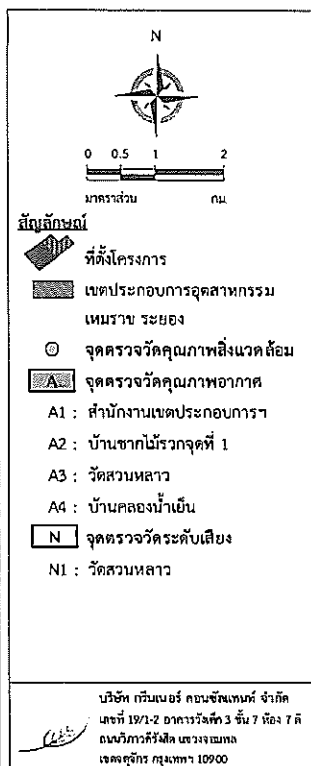 N
0 0.5 1 2
มาตราส่วน กม.
สัญลักษณ์
ที่ตั้งโครงการ
เขตประกอบการอุตสาหกรรม
เหมราช ระยอง
จุดตรวจวัดคุณภาพสิ่งแวดล้อม
A จุดตรวจวัดคุณภาพอากาศ
A1 : สำนักงานเขตประกอบการฯ
A2 : บ้านชากไม้รวกจุดที่ 1
A3 : วัดสวนหลาว
A4 : บ้านคลองน้ำเย็น
N จุดตรวจวัดระดับเสียง
N1 : วัดสวนหลาว
บริษัท กรีนเนอร์ คอนซัลแทนท์ จำกัด
เลขที่ 19/1-2 อาคารวังเด็ก 3 ชั้น 7 ห้อง 7 ดี
ถนนวิภาวดีรังสิต แขวงจอมพล
เขตจตุจักร กรุงเทพฯ 10900